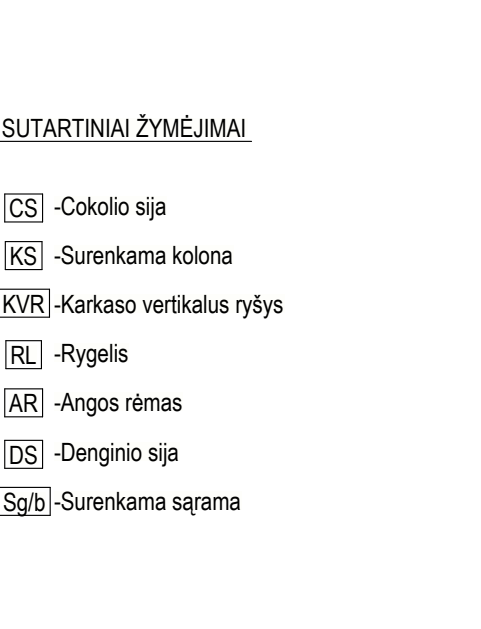 SUTARTINIAI ŽYMĖJIMAI
CS -Cokolio sija
KS -Surenkama kolona
KVR -Karkaso vertikalus ryšys
RL -Rygelis
AR -Angos rėmas
DS -Denginio sija
Sg/b -Surenkama sąrama